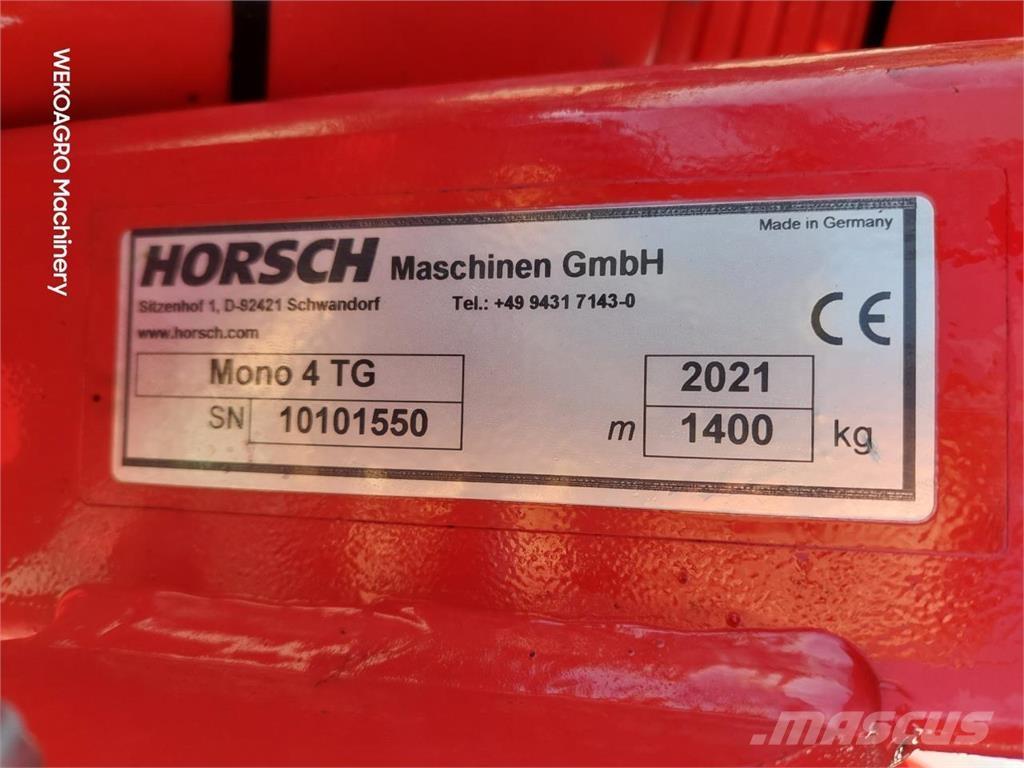 WEKOAGRO Machinery
Made in Germany
HORSCH Maschinen GmbH
Sitzenhof 1, D-92421 Schwandorf Tel.: +49 9431 7143-0
www.horsch.com
CE
Mono 4 TG 2021
SN 10101550 m 1400 kg
MASCUS